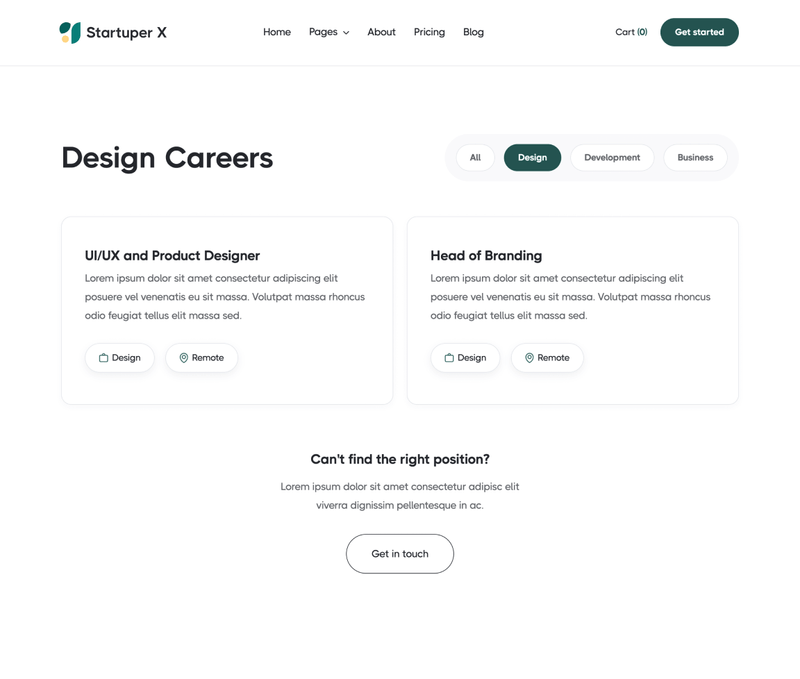 Startuper X
Home Pages About Pricing Blog
Cart (0) Get started
Design Careers
All Design Development Business
UI/UX and Product Designer
Lorem ipsum dolor sit amet consectetur adipiscing elit
posuere vel venenatis eu sit massa. Volutpat massa rhoncus
odio feugiat tellus elit massa sed.
Design Remote
Head of Branding
Lorem ipsum dolor sit amet consectetur adipiscing elit
posuere vel venenatis eu sit massa. Volutpat massa rhoncus
odio feugiat tellus elit massa sed.
Design Remote
Can't find the right position?
Lorem ipsum dolor sit amet consectetur adipisc elit
viverra dignissim pellentesque in ac.
Get in touch